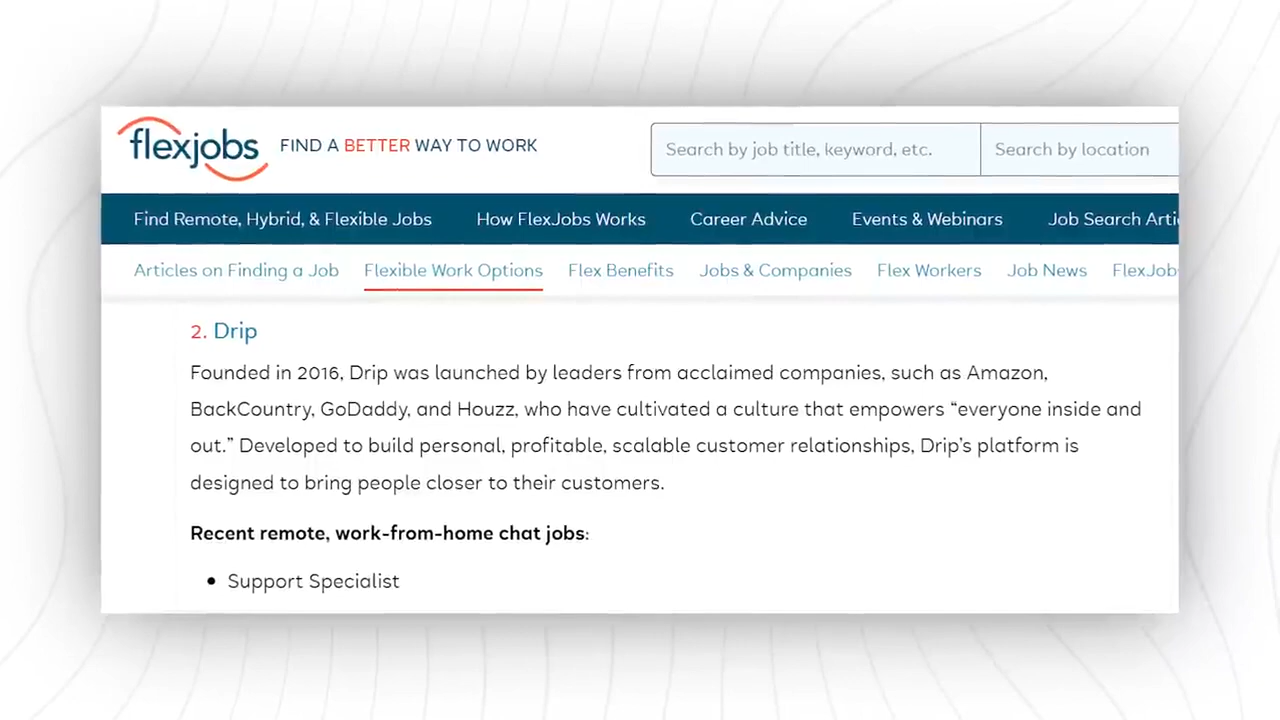 flexjobs FIND A BETTER WAY TO WORK
Search by job title, keyword, etc. Search by location
Find Remote, Hybrid, & Flexible Jobs How FlexJobs Works Career Advice Events & Webinars Job Search Artic
Articles on Finding a Job Flexible Work Options Flex Benefits Jobs & Companies Flex Workers Job News FlexJobs
2. Drip
Founded in 2016, Drip was launched by leaders from acclaimed companies, such as Amazon,
BackCountry, GoDaddy, and Houzz, who have cultivated a culture that empowers “everyone inside and
out.” Developed to build personal, profitable, scalable customer relationships, Drip’s platform is
designed to bring people closer to their customers.
Recent remote, work-from-home chat jobs:
• Support Specialist